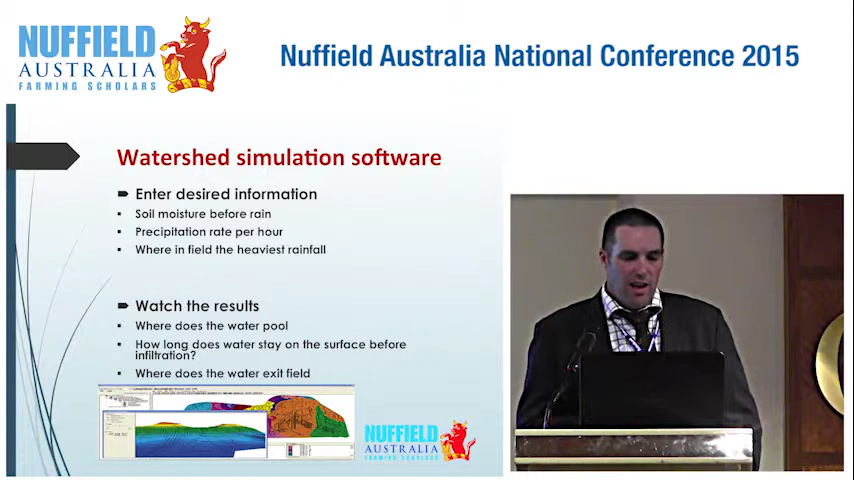 NUFFIELD
AUSTRALIA
FARMING SCHOLARS
Nuffield Australia National Conference 2015
Watershed simulation software
Enter desired information
Soil moisture before rain
Precipitation rate per hour
Where in field the heaviest rainfall
Watch the results
Where does the water pool
How long does water stay on the surface before
infiltration?
Where does the water exit field
NUFFIELD
AUSTRALIA
FARMING SCHOLARS